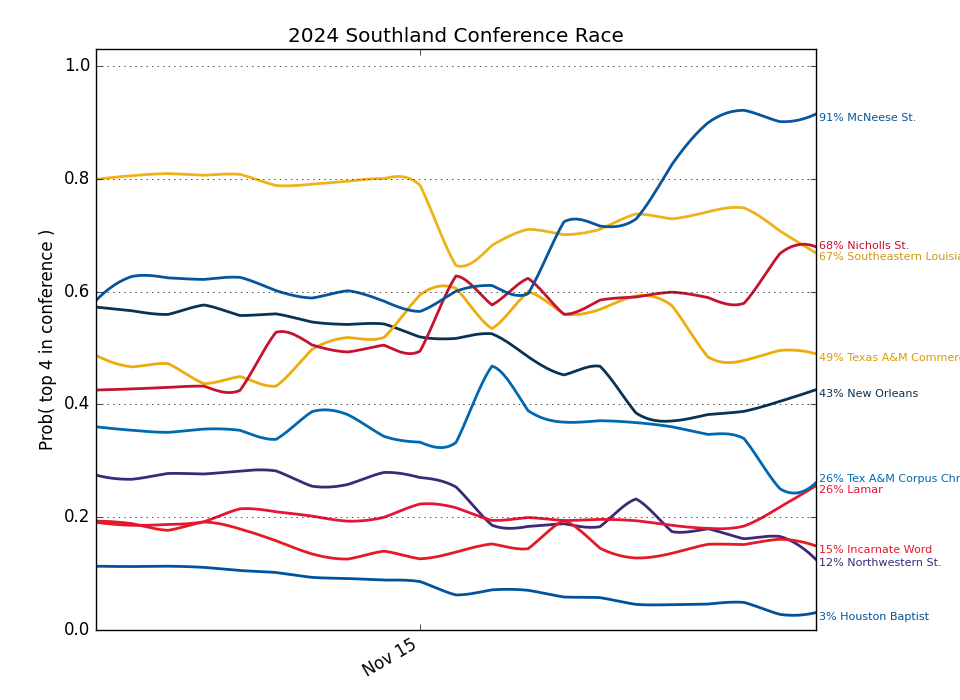 2024 Southland Conference Race
Prob( top 4 in conference )
1.0
0.8
0.6
0.4
0.2
0.0
Nov 15
91% McNeese St.
68% Nicholls St.
67% Southeastern Louisia
49% Texas A&M Commerc
43% New Orleans
26% Tex A&M Corpus Chr
26% Lamar
15% Incarnate Word
12% Northwestern St.
3% Houston Baptist